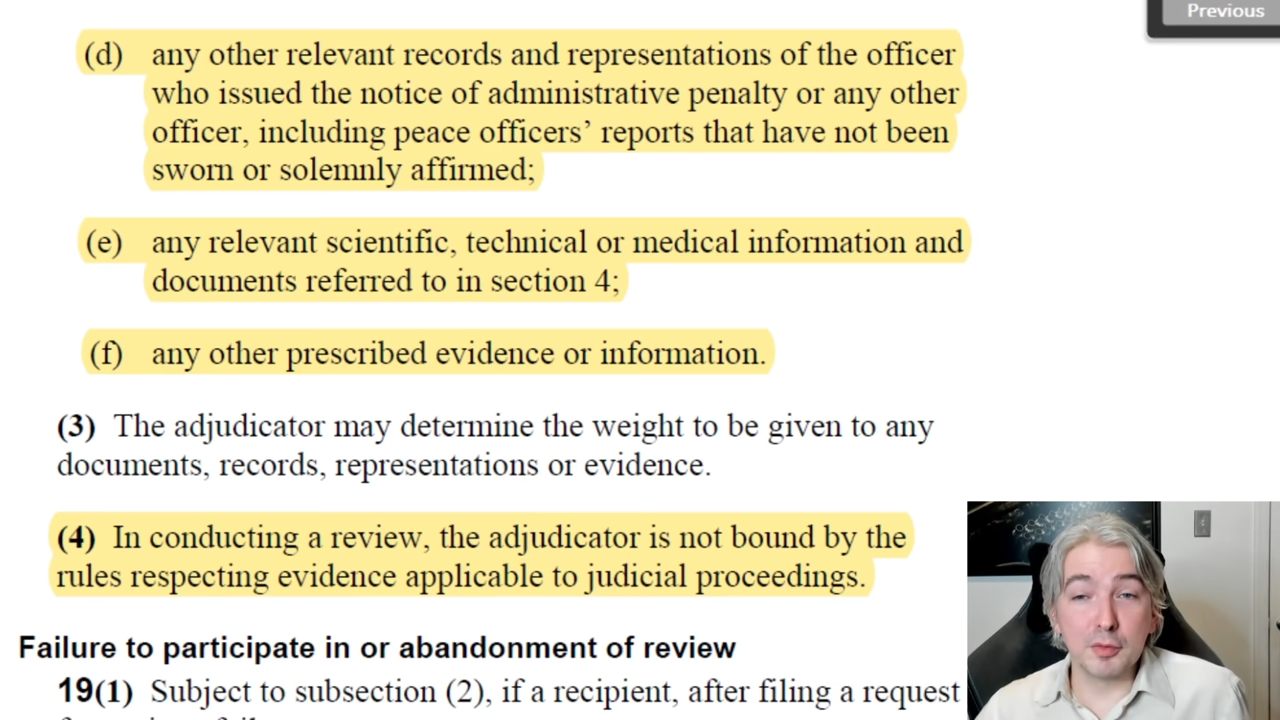 Previous
(d) any other relevant records and representations of the officer
who issued the notice of administrative penalty or any other
officer, including peace officers’ reports that have not been
sworn or solemnly affirmed;
(e) any relevant scientific, technical or medical information and
documents referred to in section 4;
(f) any other prescribed evidence or information.
(3) The adjudicator may determine the weight to be given to any
documents, records, representations or evidence.
(4) In conducting a review, the adjudicator is not bound by the
rules respecting evidence applicable to judicial proceedings.
Failure to participate in or abandonment of review
19(1) Subject to subsection (2), if a recipient, after filing a request